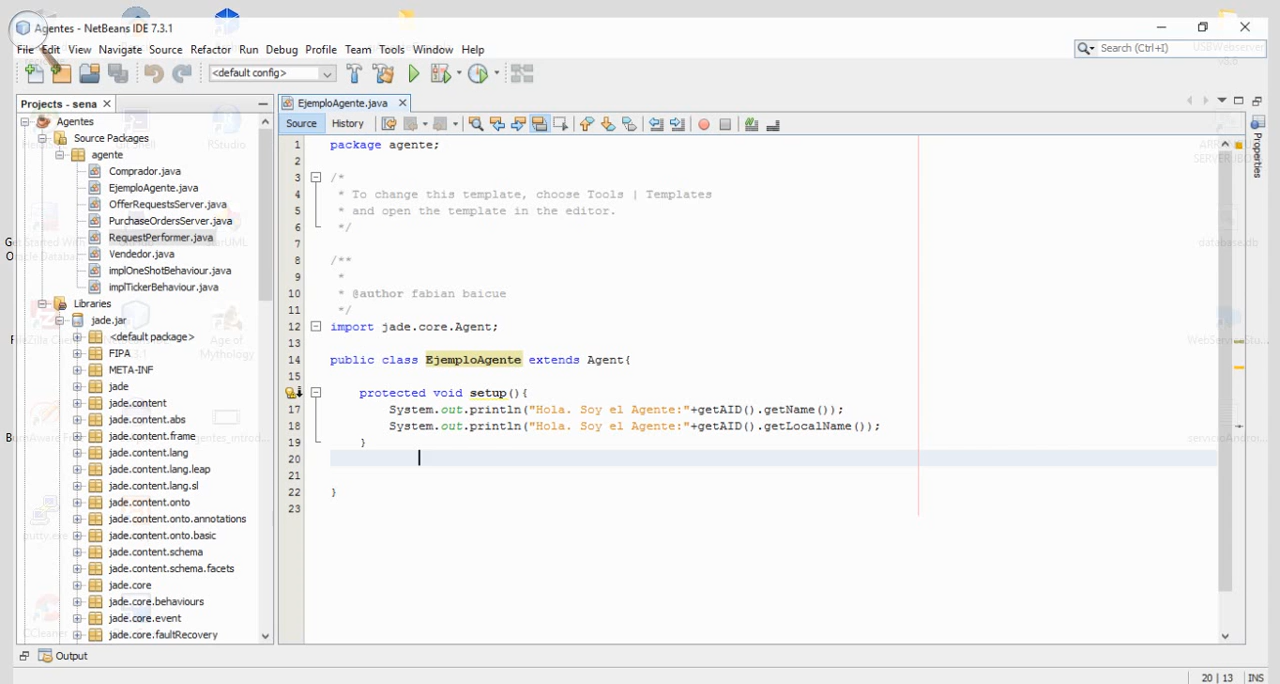 Agentes - NetBeans IDE 7.3.1
File Edit View Navigate Source Refactor Run Debug Profile Team Tools Window Help
Search (Ctrl+I)
<default config>
Projects - sena
EjemploAgente.java
Source History
Agentes
Source Packages
agente
Comprador.java
EjemploAgente.java
OfferRequestsServer.java
PurchaseOrdersServer.java
RequestPerformer.java
Vendedor.java
implOneShotBehaviour.java
implTickerBehaviour.java
Libraries
jade.jar
<default package>
FIPA
META-INF
jade
jade.content
jade.content.abs
jade.content.frame
jade.content.lang
jade.content.lang.leap
jade.content.lang.sl
jade.content.onto
jade.content.onto.annotations
jade.content.onto.basic
jade.content.schema
jade.content.schema.facets
jade.core
jade.core.behaviours
jade.core.event
jade.core.faultRecovery
1 package agente;
2
3 /*
4 * To change this template, choose Tools | Templates
5 * and open the template in the editor.
6 */
7
8 /**
9 *
10 * @author fabian baicue
11 */
12 import jade.core.Agent;
13
14 public class EjemploAgente extends Agent{
15
protected void setup(){
17 System.out.println("Hola. Soy el Agente:"+getAID().getName());
18 System.out.println("Hola. Soy el Agente:"+getAID().getLocalName());
19 }
20
21
22 }
23
Properties
Output
20 | 13 INS
RStudio
Age of
Mythology
putty.exe
CCleaner
database.db